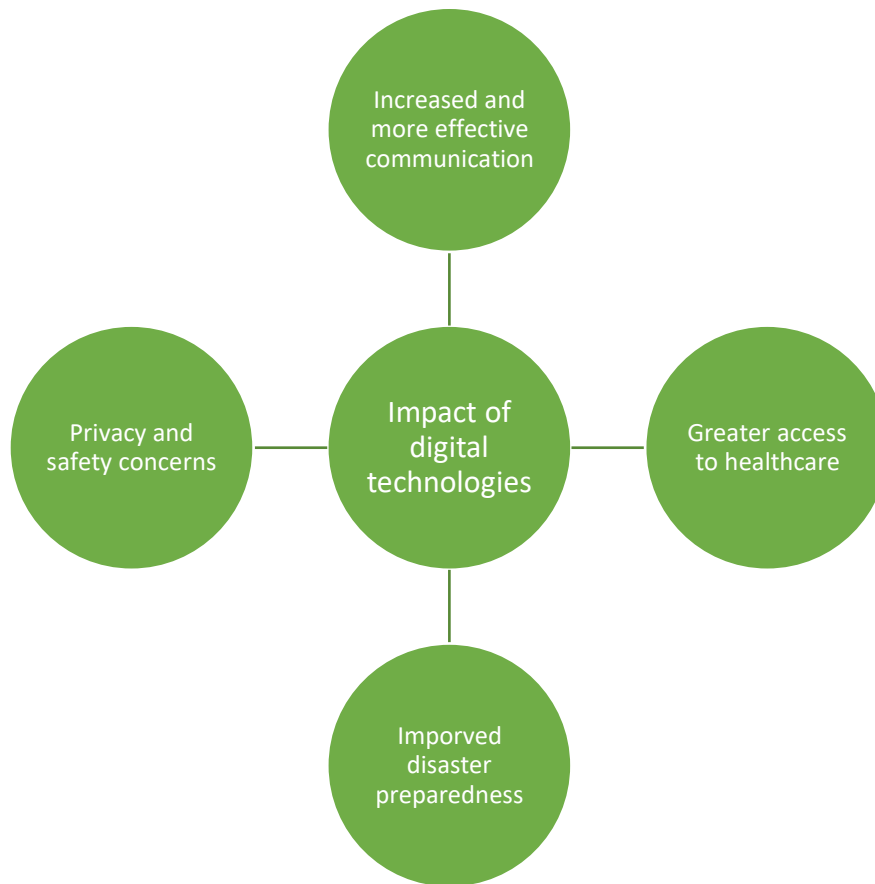 Increased and
more effective
communication
Privacy and
safety concerns
Impact of
digital
technologies
Greater access
to healthcare
Imporved
disaster
preparedness